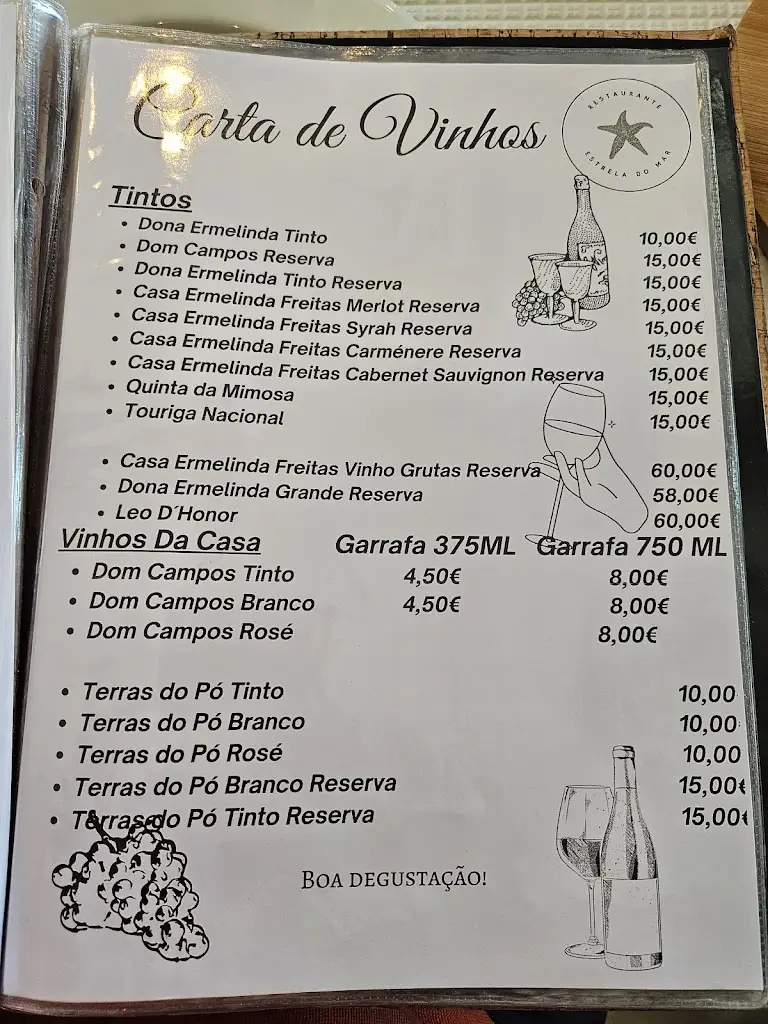 Carta de Vinhos
RESTAURANTE
ESTRELA DO MAR
Tintos
• Dona Ermelinda Tinto 10,00€
• Dom Campos Reserva 15,00€
• Dona Ermelinda Tinto Reserva 15,00€
• Casa Ermelinda Freitas Merlot Reserva 15,00€
• Casa Ermelinda Freitas Syrah Reserva 15,00€
• Casa Ermelinda Freitas Carménere Reserva 15,00€
• Casa Ermelinda Freitas Cabernet Sauvignon Reserva 15,00€
• Quinta da Mimosa 15,00€
• Touriga Nacional 15,00€
• Casa Ermelinda Freitas Vinho Grutas Reserva 60,00€
• Dona Ermelinda Grande Reserva 58,00€
• Leo D´Honor 60,00€
Vinhos Da Casa Garrafa 375ML Garrafa 750 ML
• Dom Campos Tinto 4,50€ 8,00€
• Dom Campos Branco 4,50€ 8,00€
• Dom Campos Rosé 8,00€
• Terras do Pó Tinto 10,00
• Terras do Pó Branco 10,00
• Terras do Pó Rosé 10,00
• Terras do Pó Branco Reserva 15,00€
• Terras do Pó Tinto Reserva 15,00€
BOA DEGUSTAÇÃO!